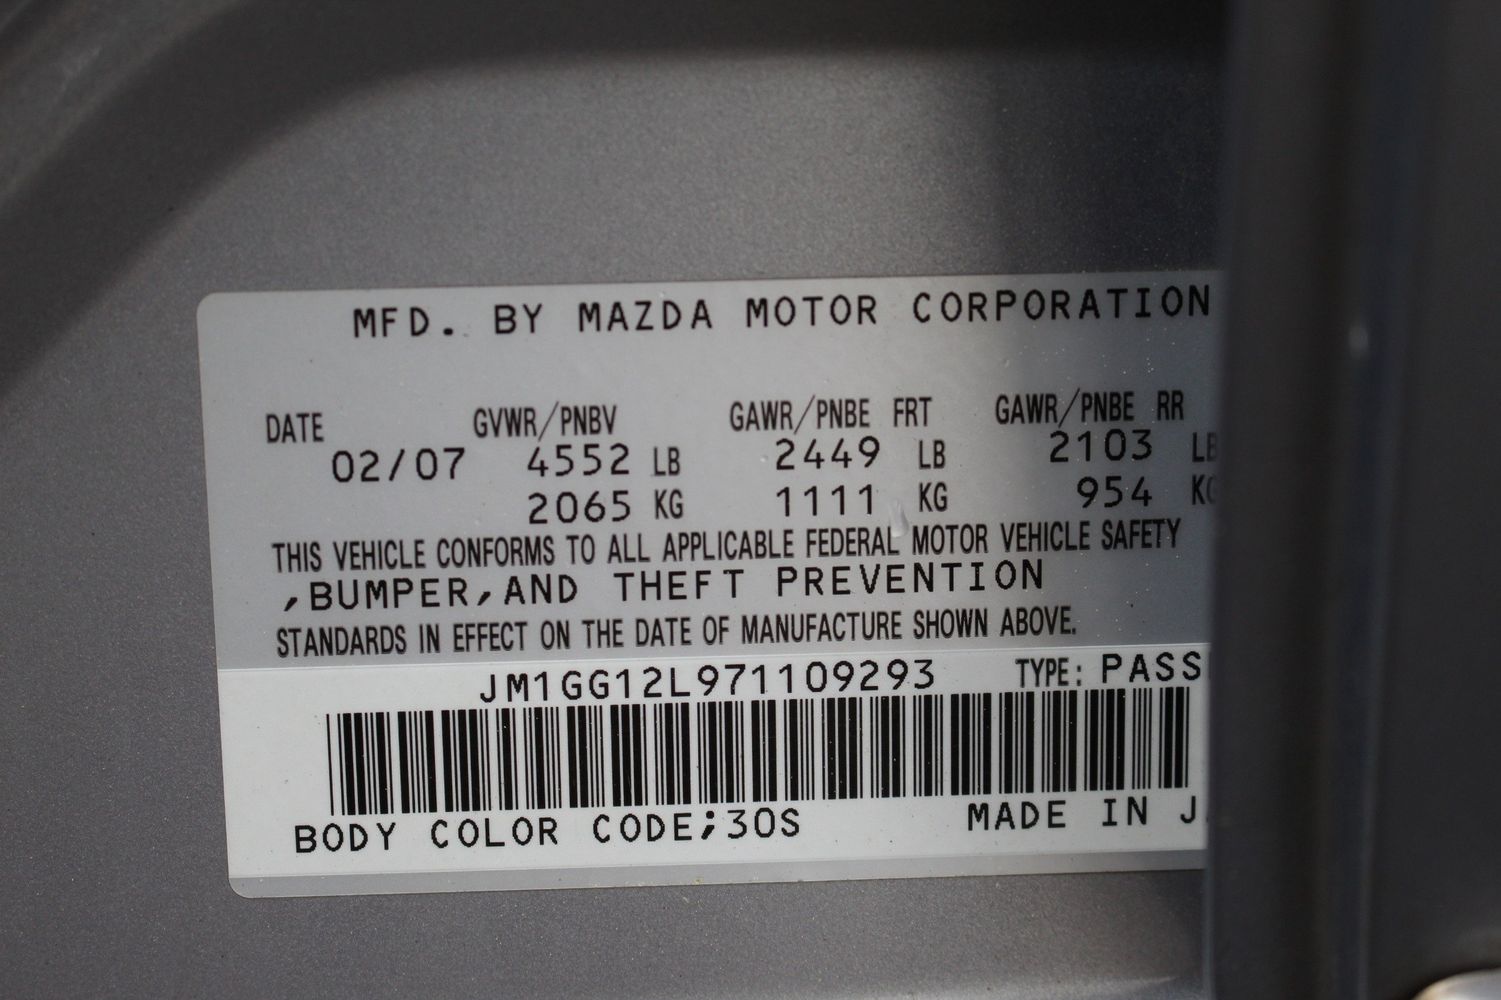 MFD. BY MAZDA MOTOR CORPORATION
DATE GVWR/PNBV GAWR/PNBE FRT GAWR/PNBE RR
02/07 4552 LB 2449 LB 2103 LB
2065 KG 1111 KG 954 KG
THIS VEHICLE CONFORMS TO ALL APPLICABLE FEDERAL MOTOR VEHICLE SAFETY
,BUMPER,AND THEFT PREVENTION
STANDARDS IN EFFECT ON THE DATE OF MANUFACTURE SHOWN ABOVE.
JM1GG12L971109293 TYPE: PASS
BODY COLOR CODE;30S MADE IN J